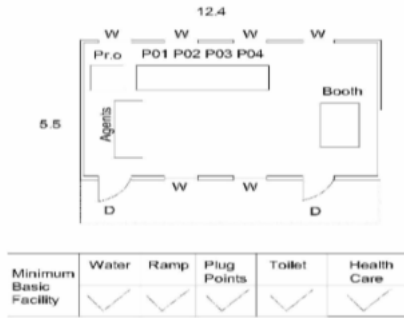 12.4
W W W W
Pr.o P01 P02 P03 P04
5.5
Agents
Booth
W W
D D
Minimum Basic Facility
Water Ramp Plug Points Toilet Health Care